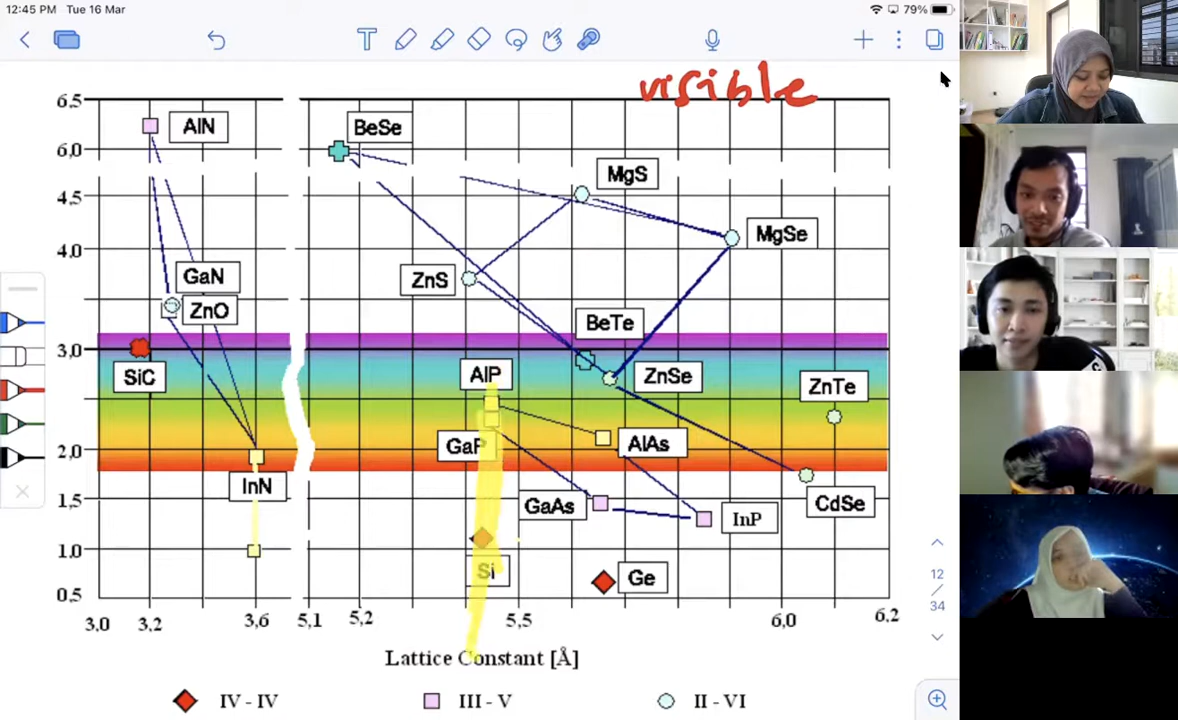 12:45 PM Tue 16 Mar
79%
visible
6.5
AlN
BeSe
6,0
MgS
4.5
MgSe
4,0
GaN
ZnS
ZnO
BeTe
3,0
SiC
AlP
ZnSe
ZnTe
GaP
AlAs
2,0
InN
1,5
GaAs
InP
CdSe
1,0
Si
Ge
0.5
3,0 3,2 3,6 5,1 5,2 5,5 6,0 6.2
Lattice Constant [Å]
IV - IV III - V II - VI
12
/
34